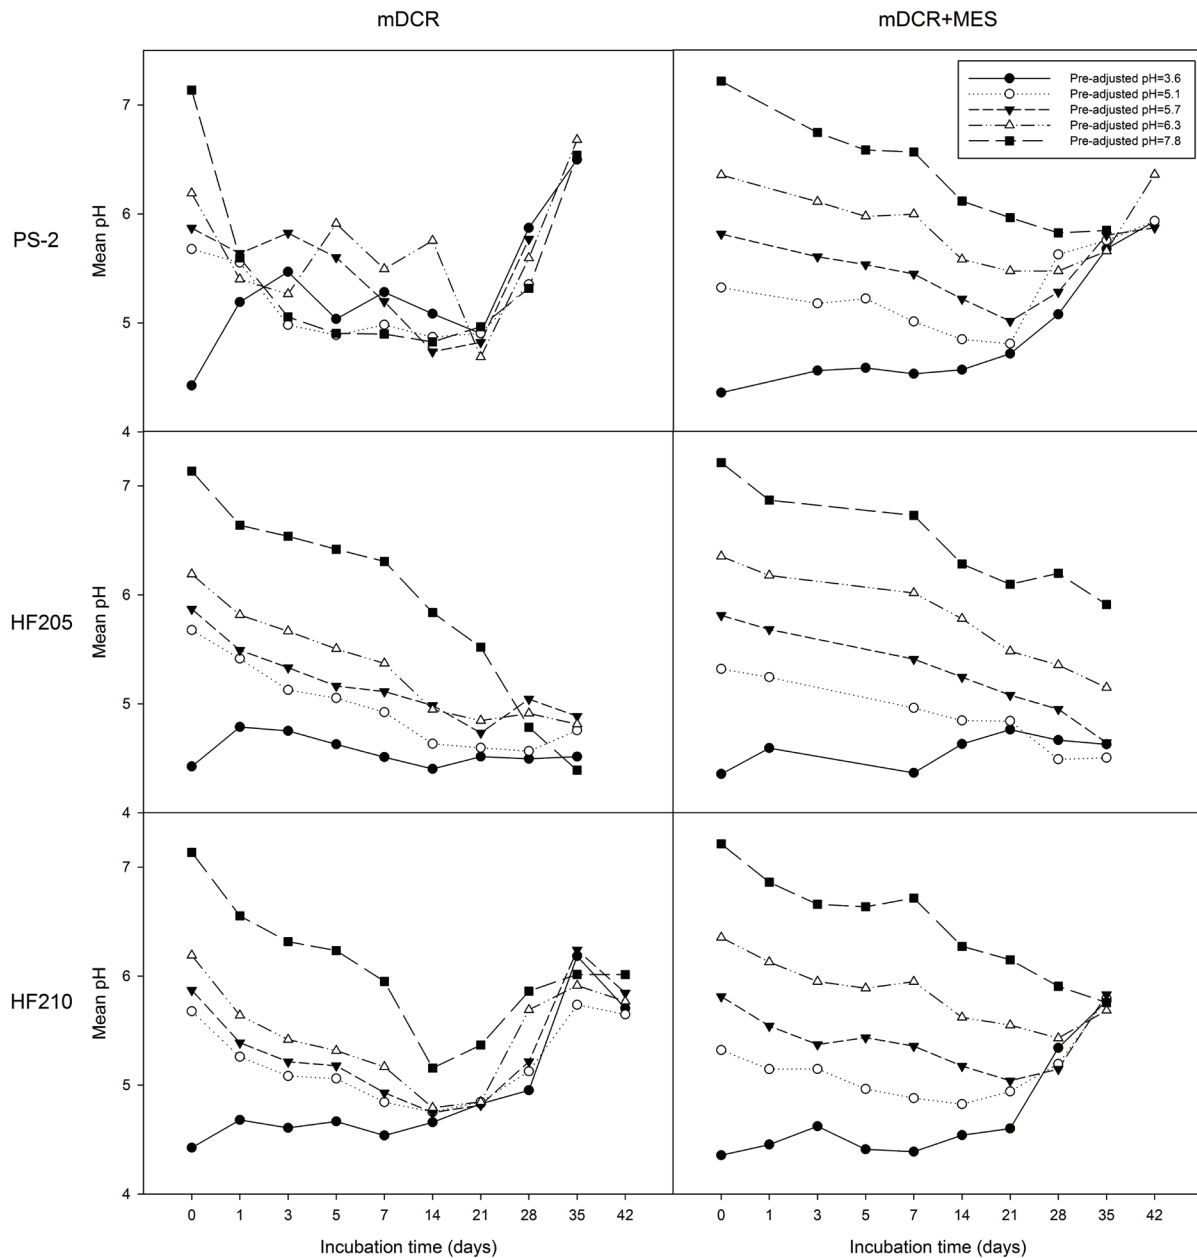 mDCR
mDCR+MES
PS-2
Mean pH
7
6
5
4
Pre-adjusted pH=3.6
Pre-adjusted pH=5.1
Pre-adjusted pH=5.7
Pre-adjusted pH=6.3
Pre-adjusted pH=7.8
HF205
Mean pH
7
6
5
4
HF210
Mean pH
7
6
5
4
0 1 3 5 7 14 21 28 35 42
0 1 3 5 7 14 21 28 35 42
Incubation time (days)
Incubation time (days)